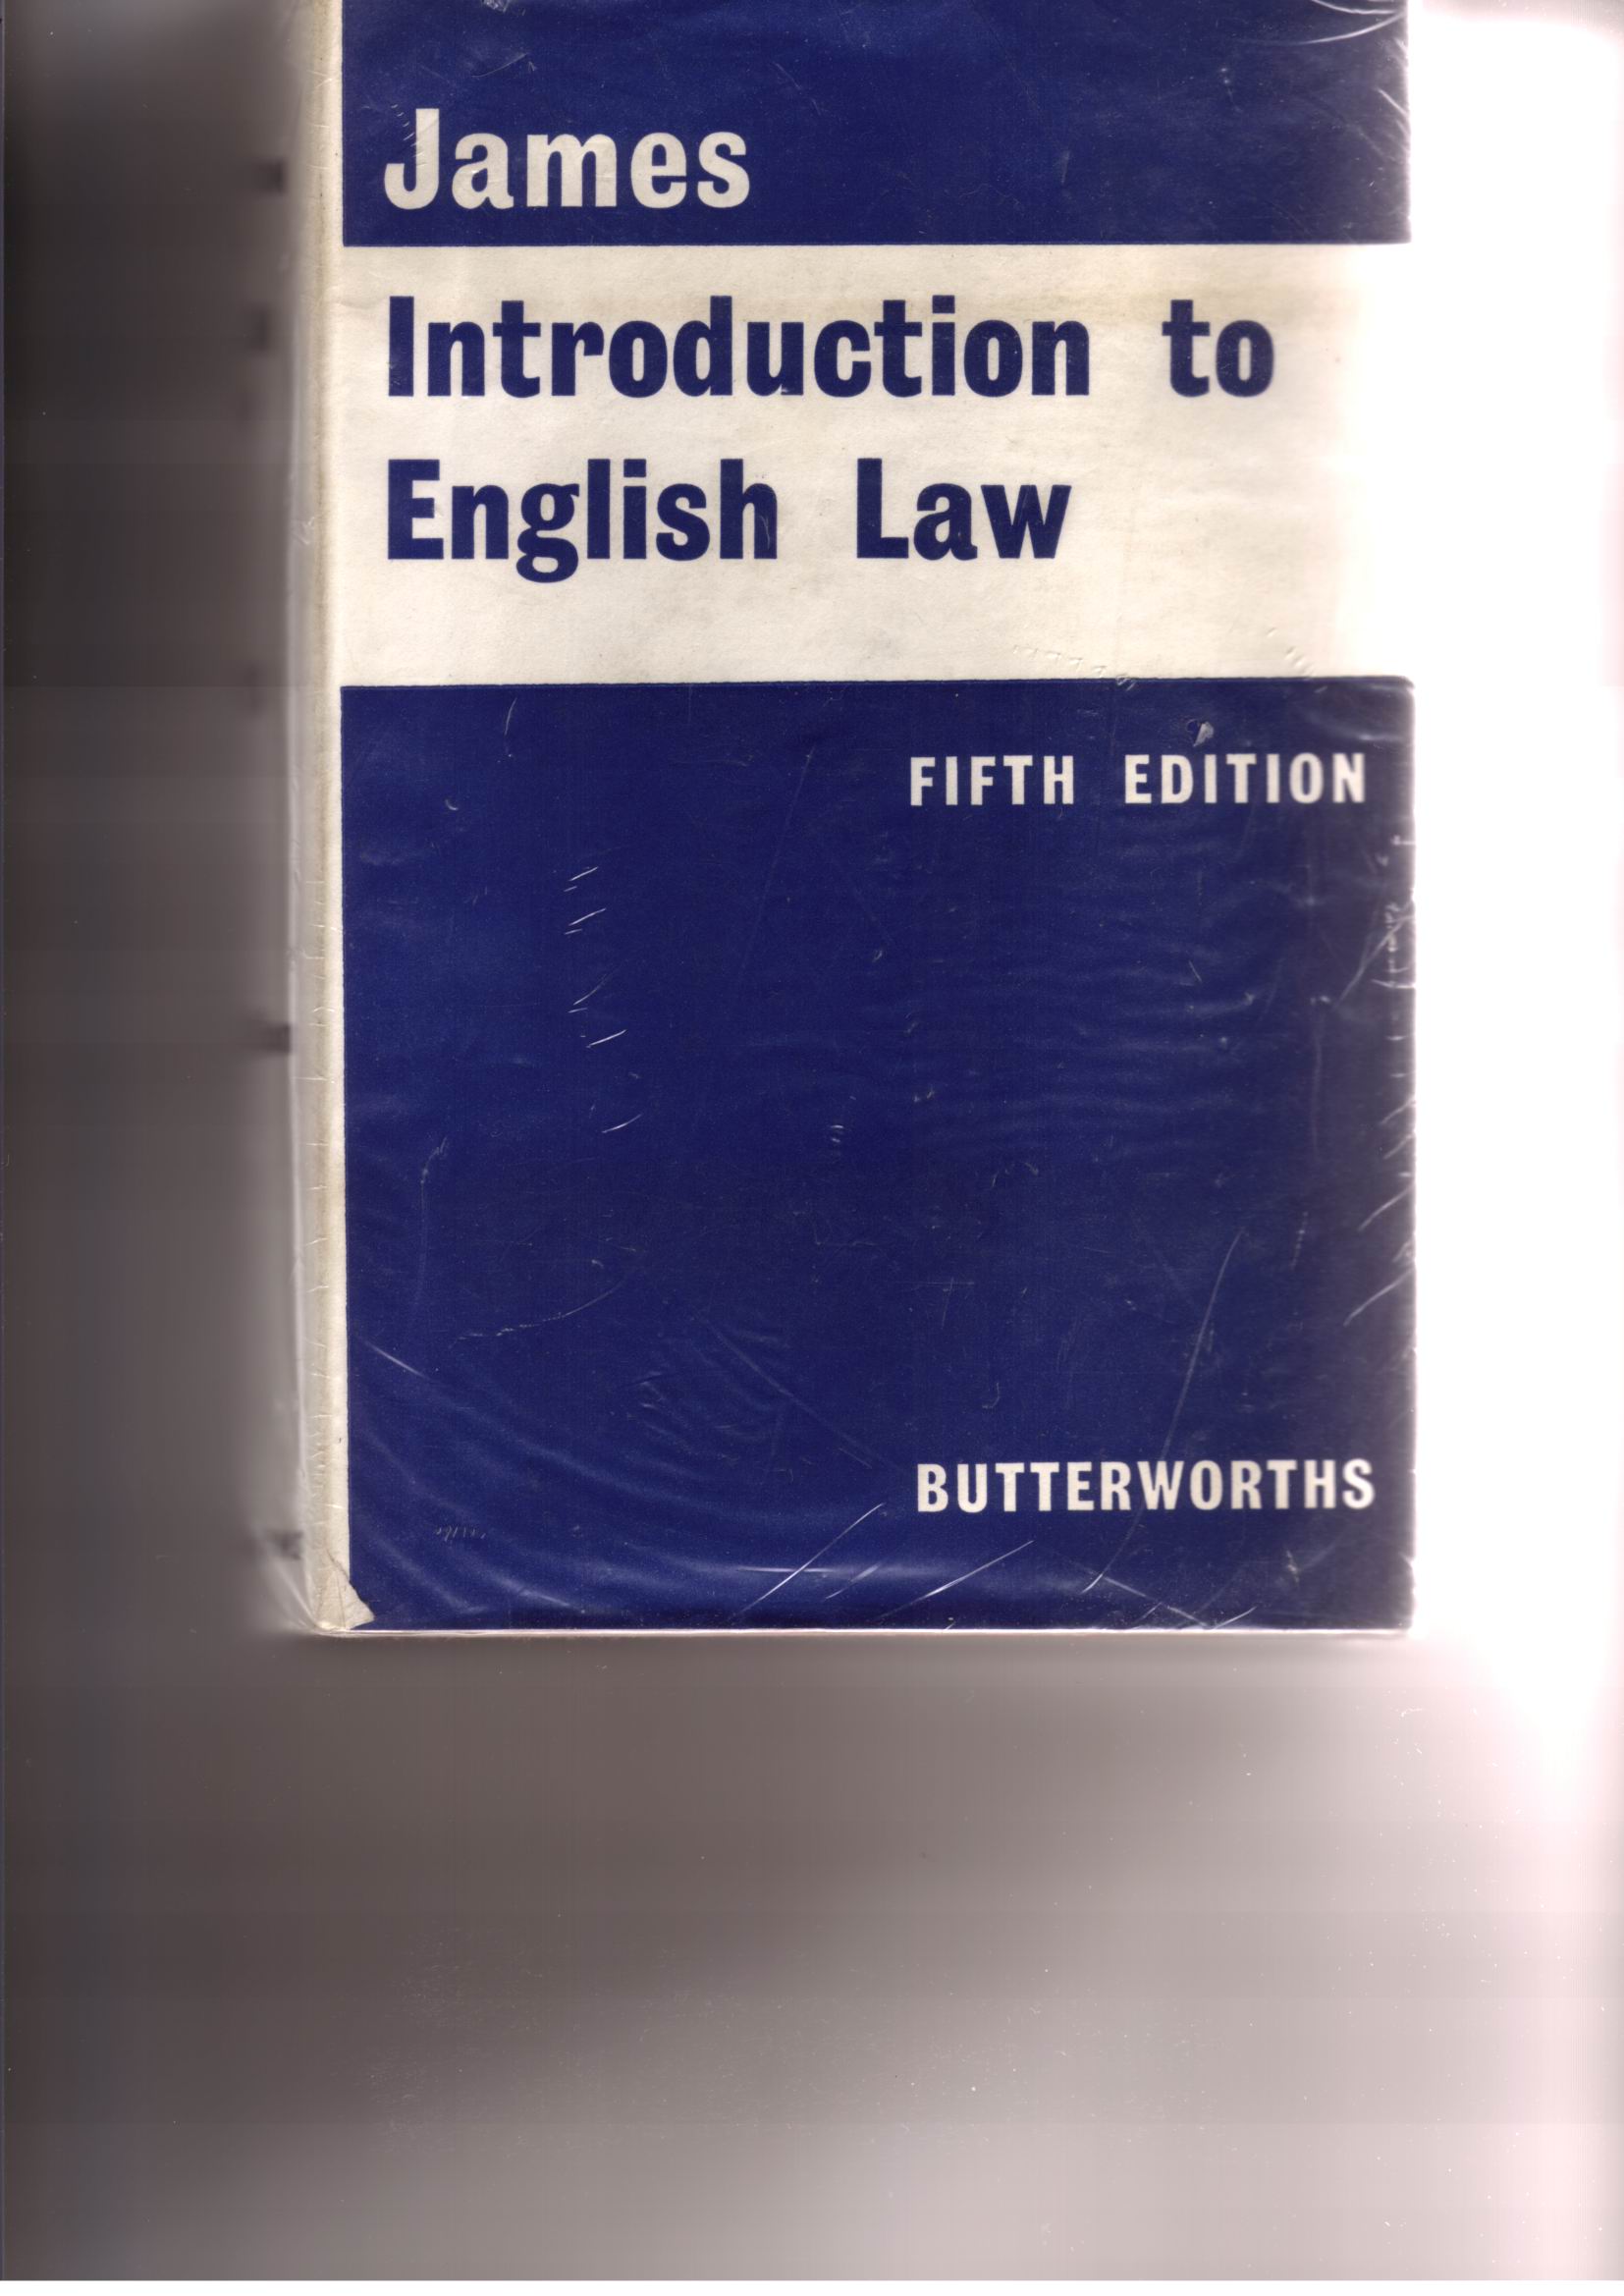 James
Introduction to
English Law
FIFTH EDITION
BUTTERWORTHS